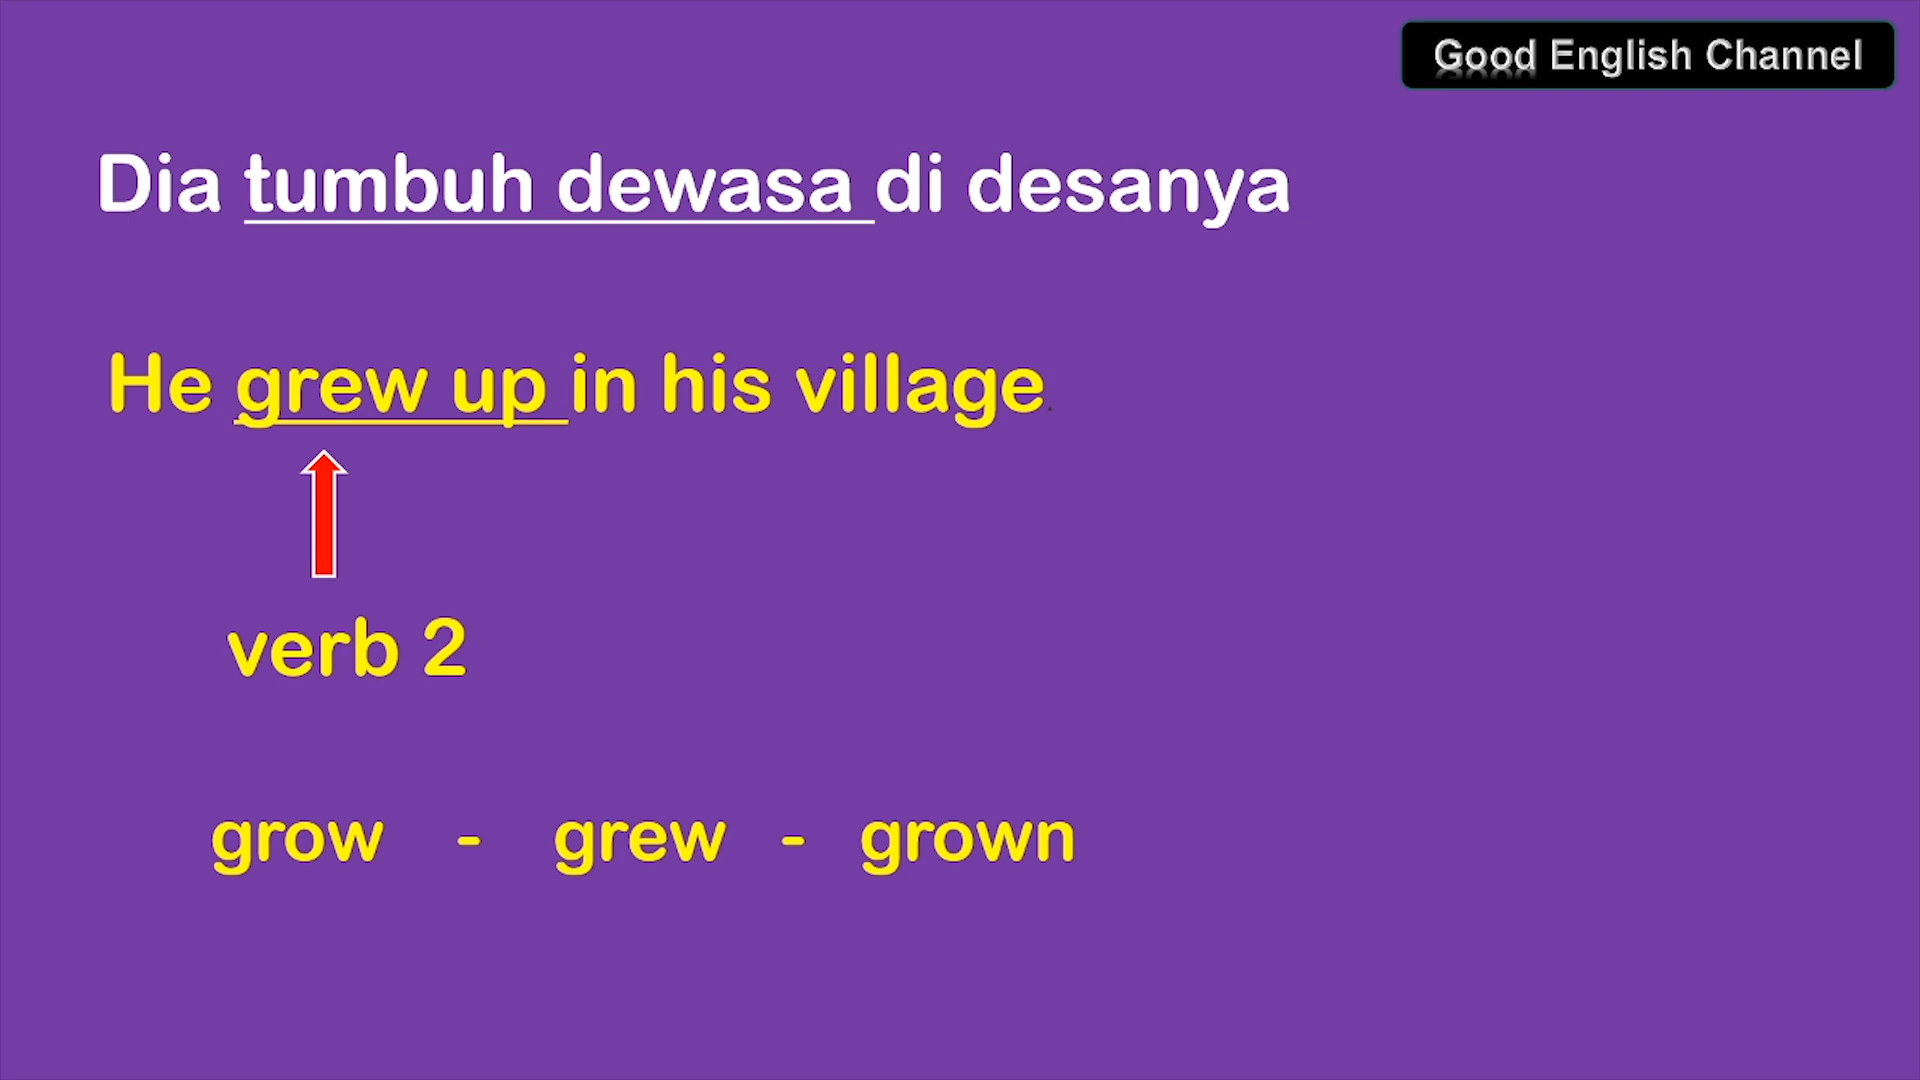 Good English Channel
Dia tumbuh dewasa di desanya
He grew up in his village.
verb 2
grow - grew - grown